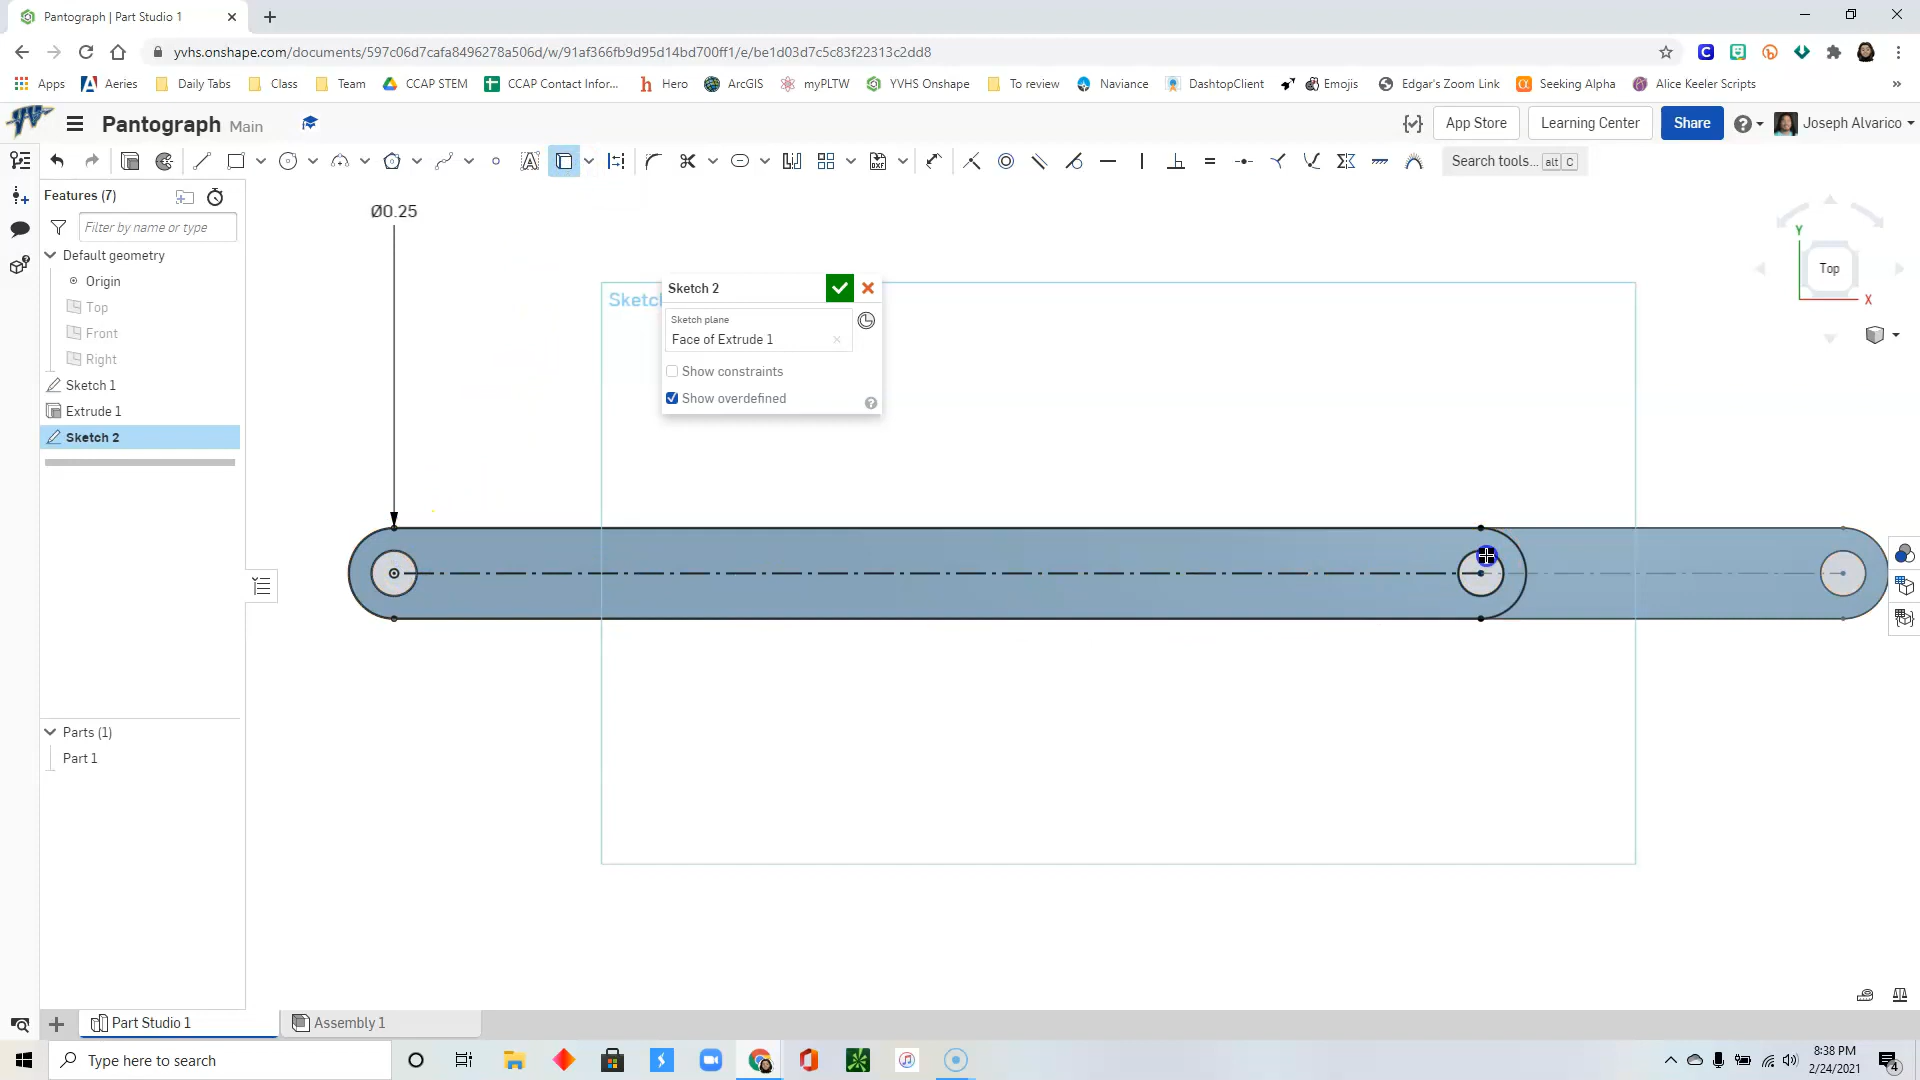 Pantograph | Part Studio 1
yvhs.onshape.com/documents/597c06d7cafa8496278a506d/w/91af366fb9d95d14bd700ff1/e/be1d03d7c5c83f22313c2dd8
Apps
Aeries
Daily Tabs
Class
Team
CCAP STEM
CCAP Contact Infor...
Hero
ArcGIS
myPLTW
YVHS Onshape
To review
Naviance
DashtopClient
Emojis
Edgar's Zoom Link
Seeking Alpha
Alice Keeler Scripts
»
Pantograph Main
App Store
Learning Center
Share
Joseph Alvarico
Search tools... alt C
Features (7)
Filter by name or type
Default geometry
Origin
Top
Front
Right
Sketch 1
Extrude 1
Sketch 2
Ø0.25
Sketch
Sketch 2
Sketch plane
Face of Extrude 1
Show constraints
Show overdefined
Y
Top
X
Parts (1)
Part 1
Part Studio 1
Assembly 1
Type here to search
8:38 PM
2/24/2021
4